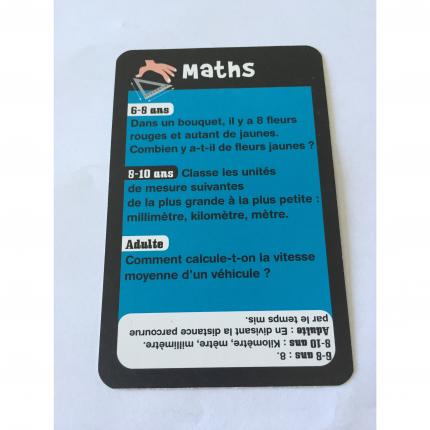 Maths
6-8 ans
Dans un bouquet, il y a 8 fleurs
rouges et autant de jaunes.
Combien y a-t-il de fleurs jaunes ?
8-10 ans Classe les unités
de mesure suivantes
de la plus grande à la plus petite :
millimètre, kilomètre, mètre.
Adulte
Comment calcule-t-on la vitesse
moyenne d'un véhicule ?
6-8 ans : 8.
8-10 ans : Kilomètre, mètre, millimètre.
Adulte : En divisant la distance parcourue
par le temps mis.